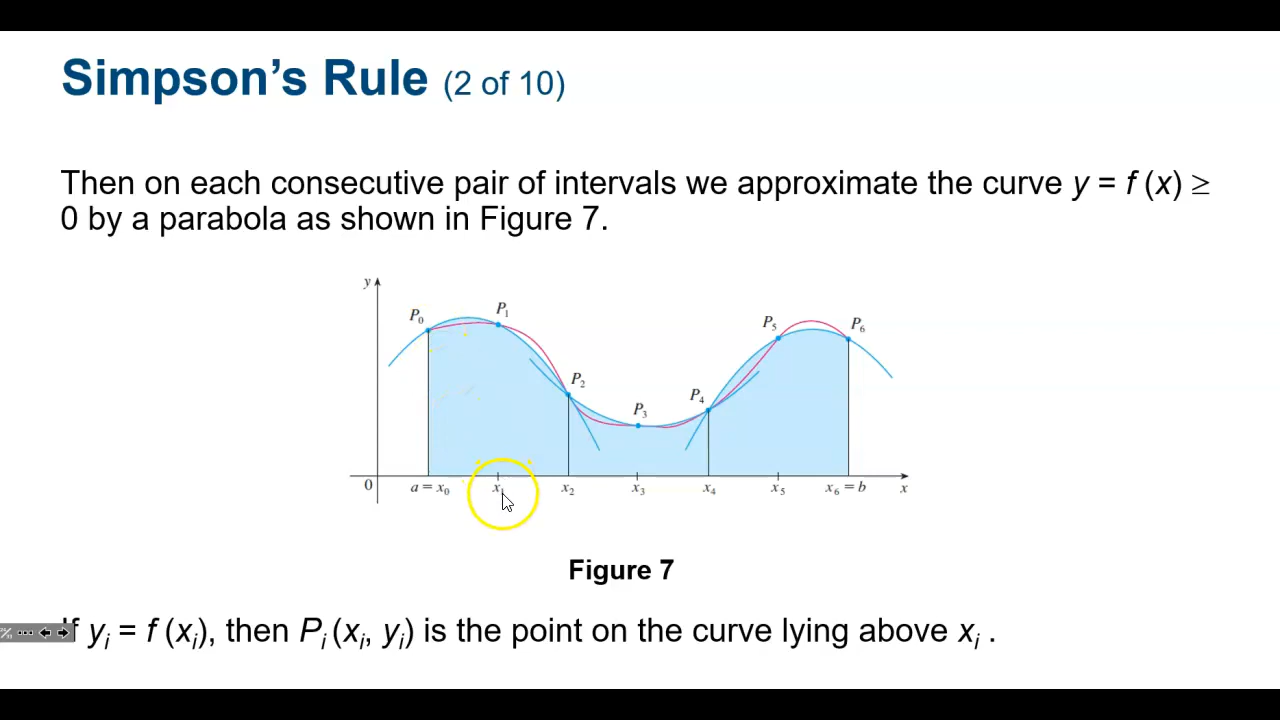 Simpson's Rule (2 of 10)
Then on each consecutive pair of intervals we approximate the curve y = f (x) ≥
0 by a parabola as shown in Figure 7.
y
P₀ P₁ P₂ P₃ P₄ P₅ P₆
0 a = x₀ x₁ x₂ x₃ x₄ x₅ x₆ = b x
Figure 7
If yᵢ = f (xᵢ), then Pᵢ (xᵢ, yᵢ) is the point on the curve lying above xᵢ .